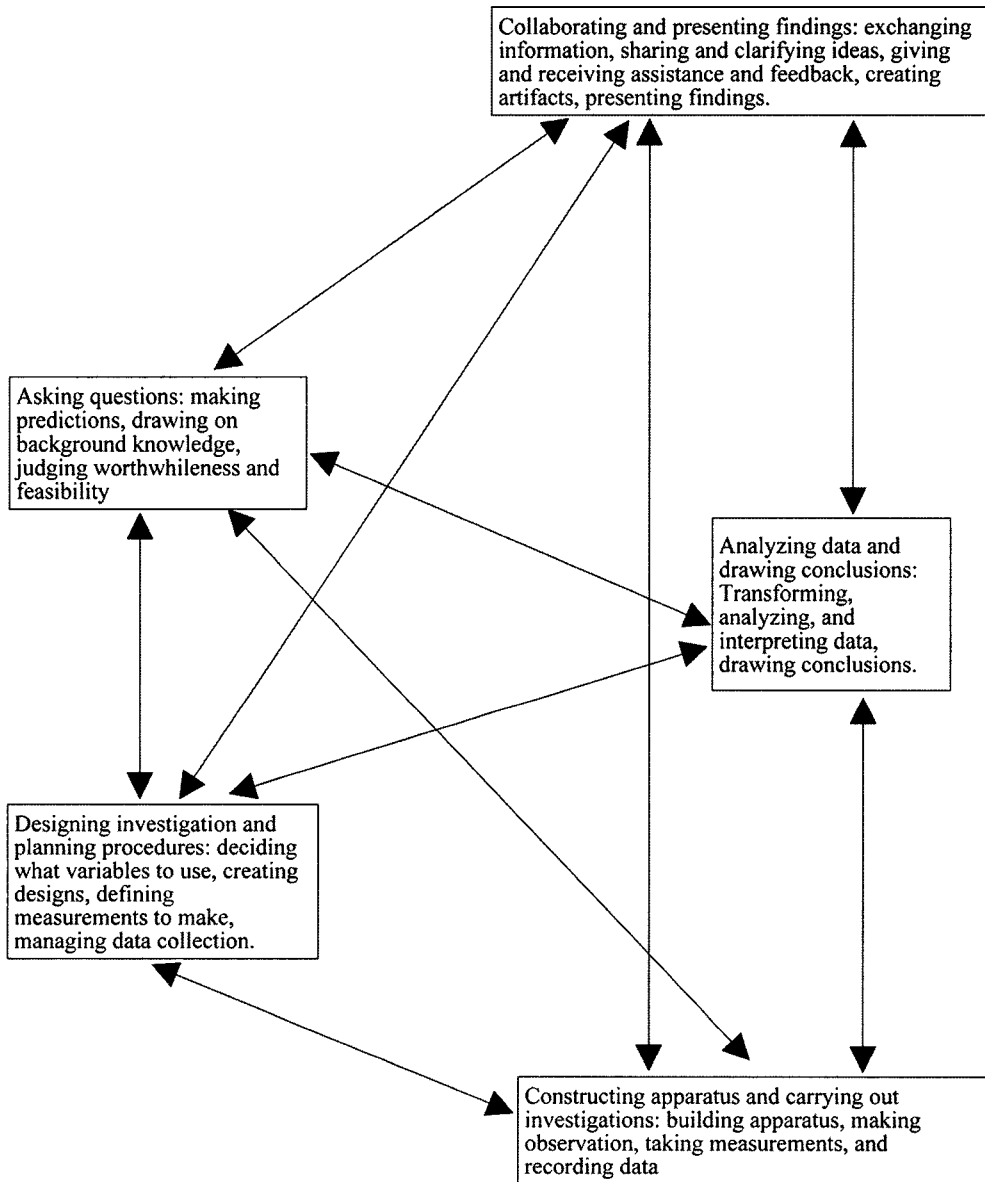 Collaborating and presenting findings: exchanging
information, sharing and clarifying ideas, giving
and receiving assistance and feedback, creating
artifacts, presenting findings.
Asking questions: making
predictions, drawing on
background knowledge,
judging worthwhileness and
feasibility
Analyzing data and
drawing conclusions:
Transforming,
analyzing, and
interpreting data,
drawing conclusions.
Designing investigation and
planning procedures: deciding
what variables to use, creating
designs, defining
measurements to make,
managing data collection.
Constructing apparatus and carrying out
investigations: building apparatus, making
observation, taking measurements, and
recording data